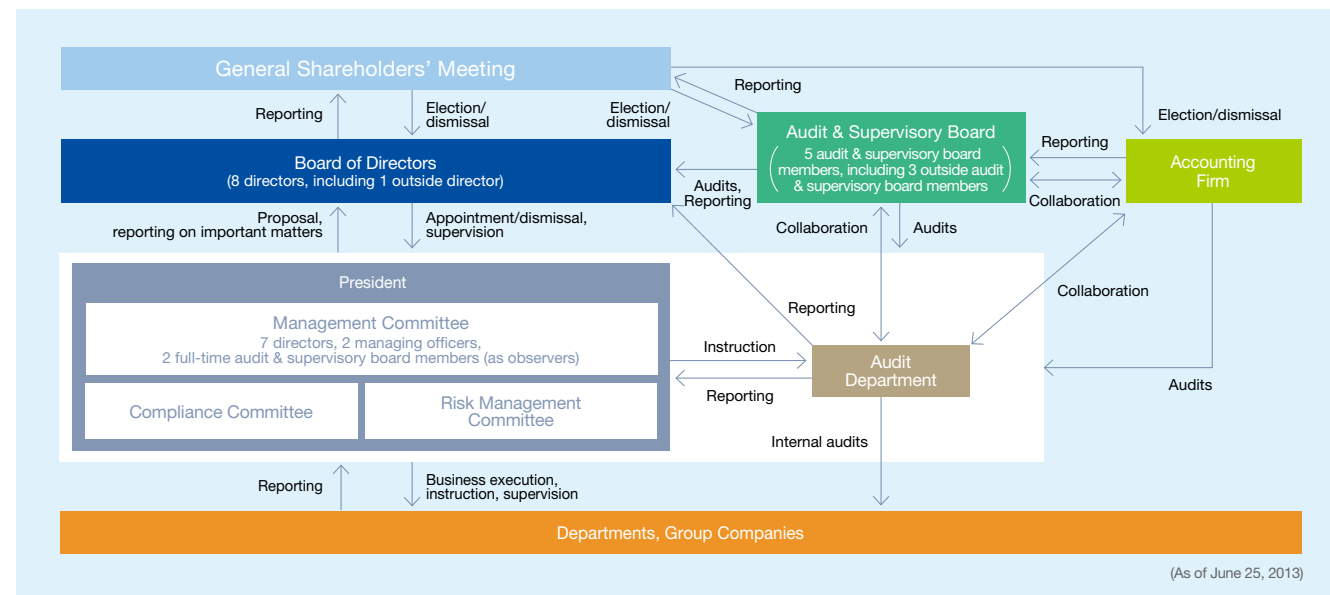 General Shareholders' Meeting
Reporting
Election/
dismissal
Election/
dismissal
Reporting
Election/dismissal
Audit & Supervisory Board
5 audit & supervisory board
members, including 3 outside audit
& supervisory board members
Reporting
Collaboration
Accounting
Firm
Board of Directors
(8 directors, including 1 outside director)
Audits,
Reporting
Proposal,
reporting on important matters
Appointment/dismissal,
supervision
Collaboration
Audits
President
Management Committee
7 directors, 2 managing officers,
2 full-time audit & supervisory board members (as observers)
Compliance Committee
Risk Management
Committee
Reporting
Collaboration
Instruction
Reporting
Audit
Department
Audits
Internal audits
Reporting
Business execution,
instruction, supervision
Departments, Group Companies
(As of June 25, 2013)